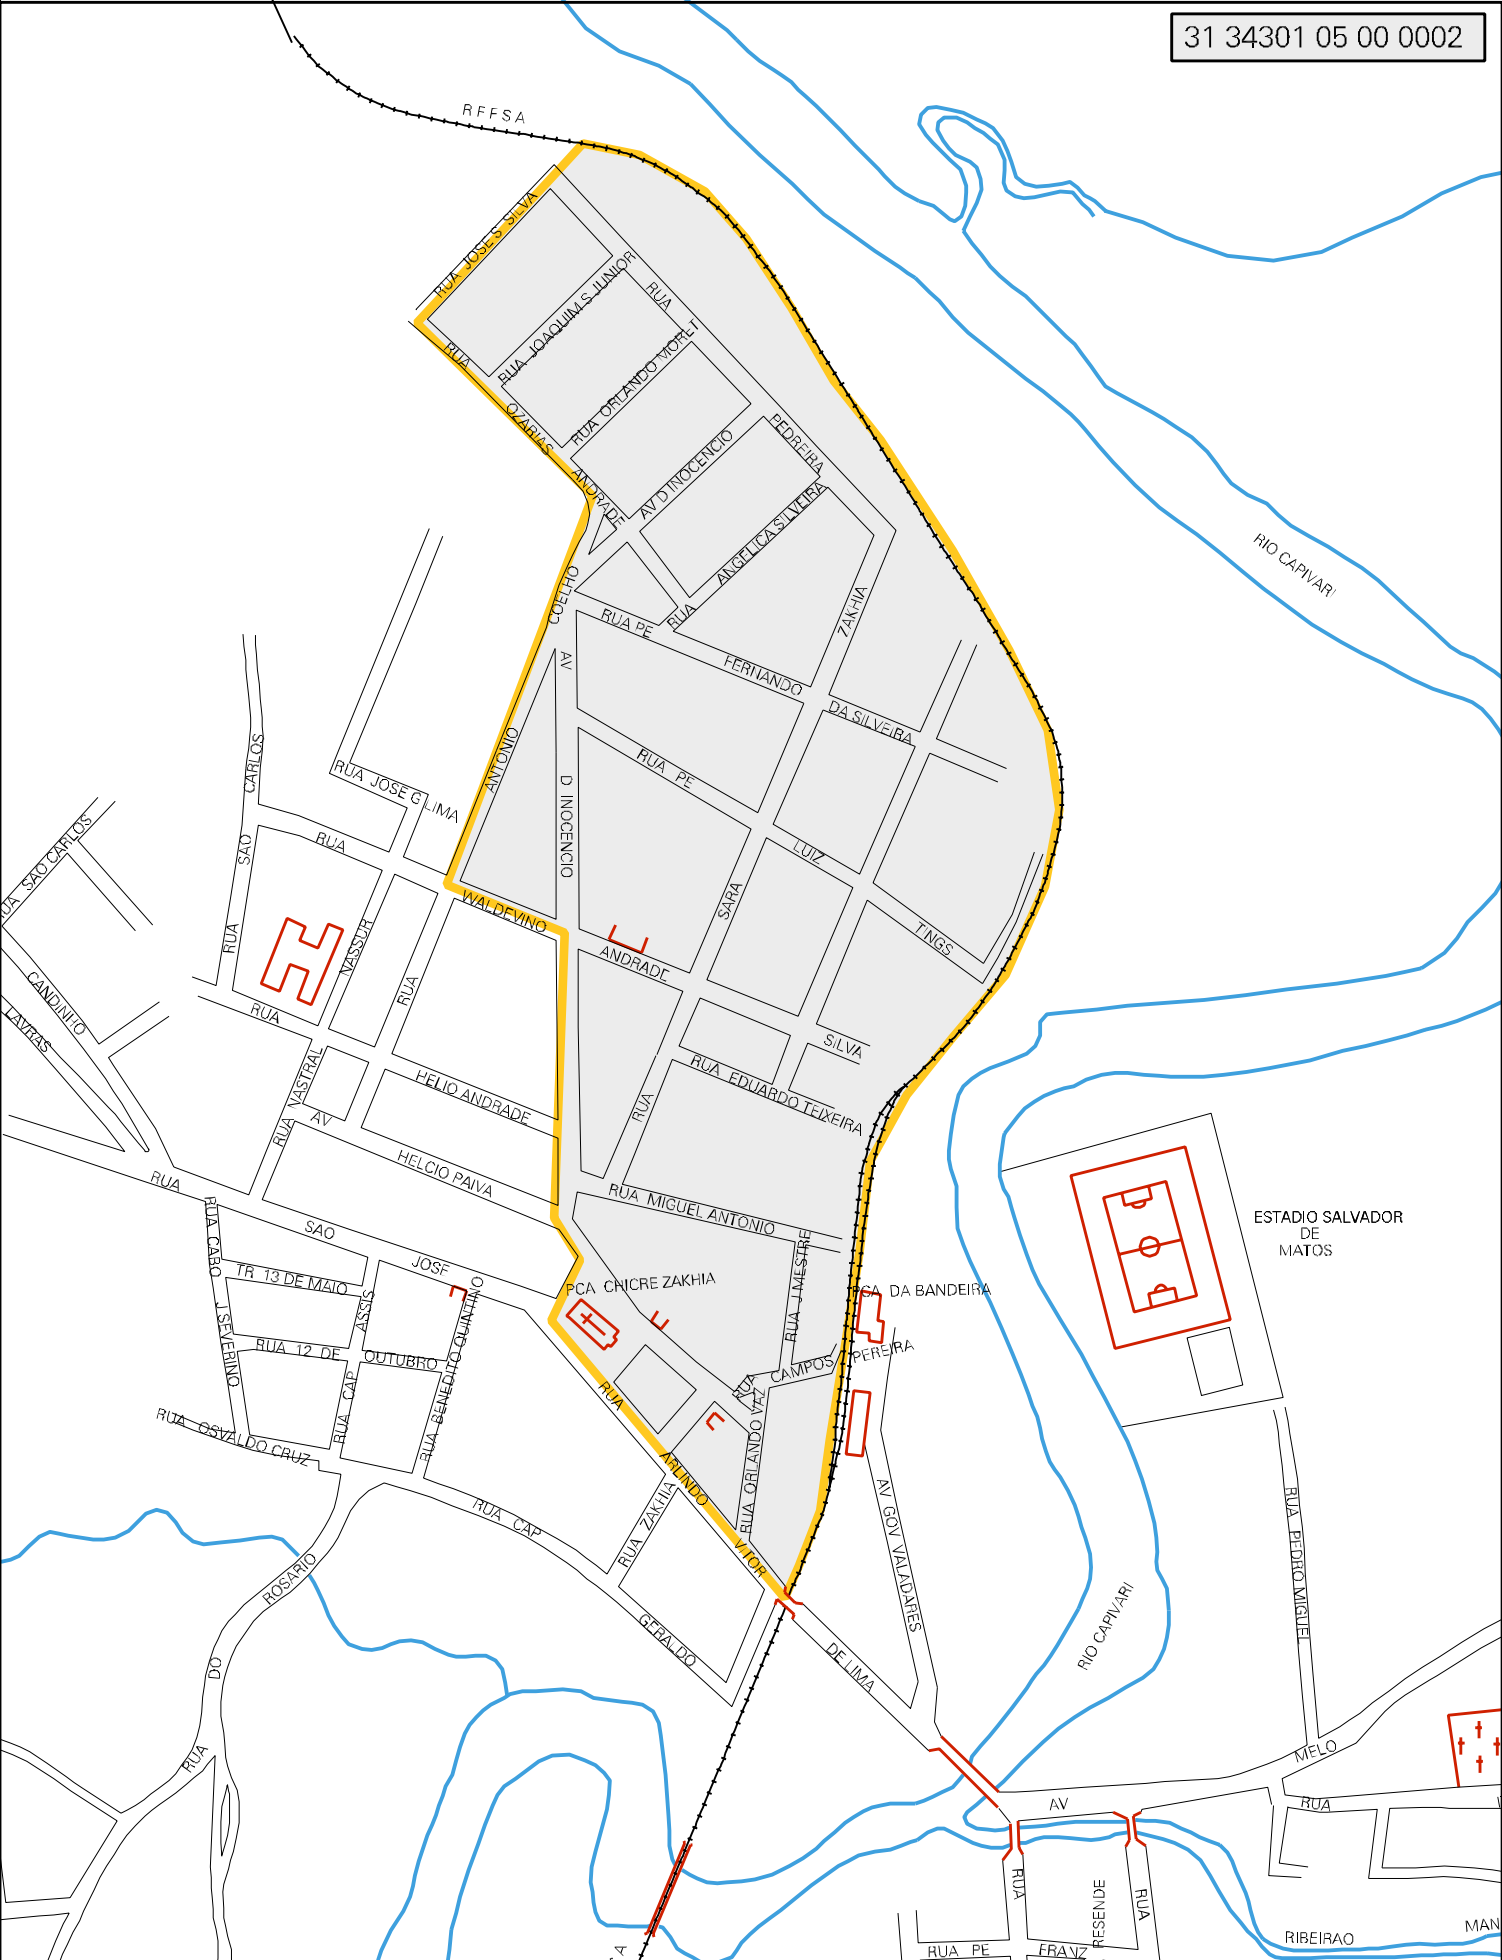 31 34301 05 00 0002
RFFSA
RUA JOSE S SILVA
RUA JOAQUIM S JUNIOR
RUA
RUA ORLANDO MORET
RUA
OZARIAS
ANDRADE
PEDREIRA
AV D INOCENCIO
ANGELICA SILVEIRA
RUA
ZAKHIA
RIO CAPIVARI
COELHO
RUA PE
FERNANDO
DA SILVEIRA
AV
D INOCENCIO
ANTONIO
RUA PE
LUIZ
TINGS
RUA JOSE G LIMA
CARLOS
SAO
RUA
RUA
WALDEVINO
ANDRADE
SILVA
SARA
RUA
RUA SAO CARLOS
CANDINHO
LAVRAS
NASSUR
RUA
RUA
HELIO ANDRADE
NASTRAL
RUA
AV
HELCIO PAIVA
RUA EDUARDO TEIXEIRA
RUA MIGUEL ANTONIO
RUA J MESTRE
RUA
SAO
JOSE
RUA CABO
J SEVERINO
TR 13 DE MAIO
ASSIS
RUA 12 DE
OUTUBRO
RUA CAP
RUA BENEDITO QUINTINO
RUA OSVALDO CRUZ
PCA CHICRE ZAKHIA
PCA DA BANDEIRA
RUA
CAMPOS
PEREIRA
RUA ORLANDO VAZ
RUA
ARLINDO
VITOR
DE LIMA
RUA ZAKHIA
RUA CAP
GERALDO
ROSARIO
DO
RUA
AV GOV VALADARES
ESTADIO SALVADOR
DE
MATOS
RUA PEDRO MIGUEL
RIO CAPIVARI
MELO
AV
RUA
RUA
RUA
RESENDE
RUA PE
FRANZ
RIBEIRAO
MAN